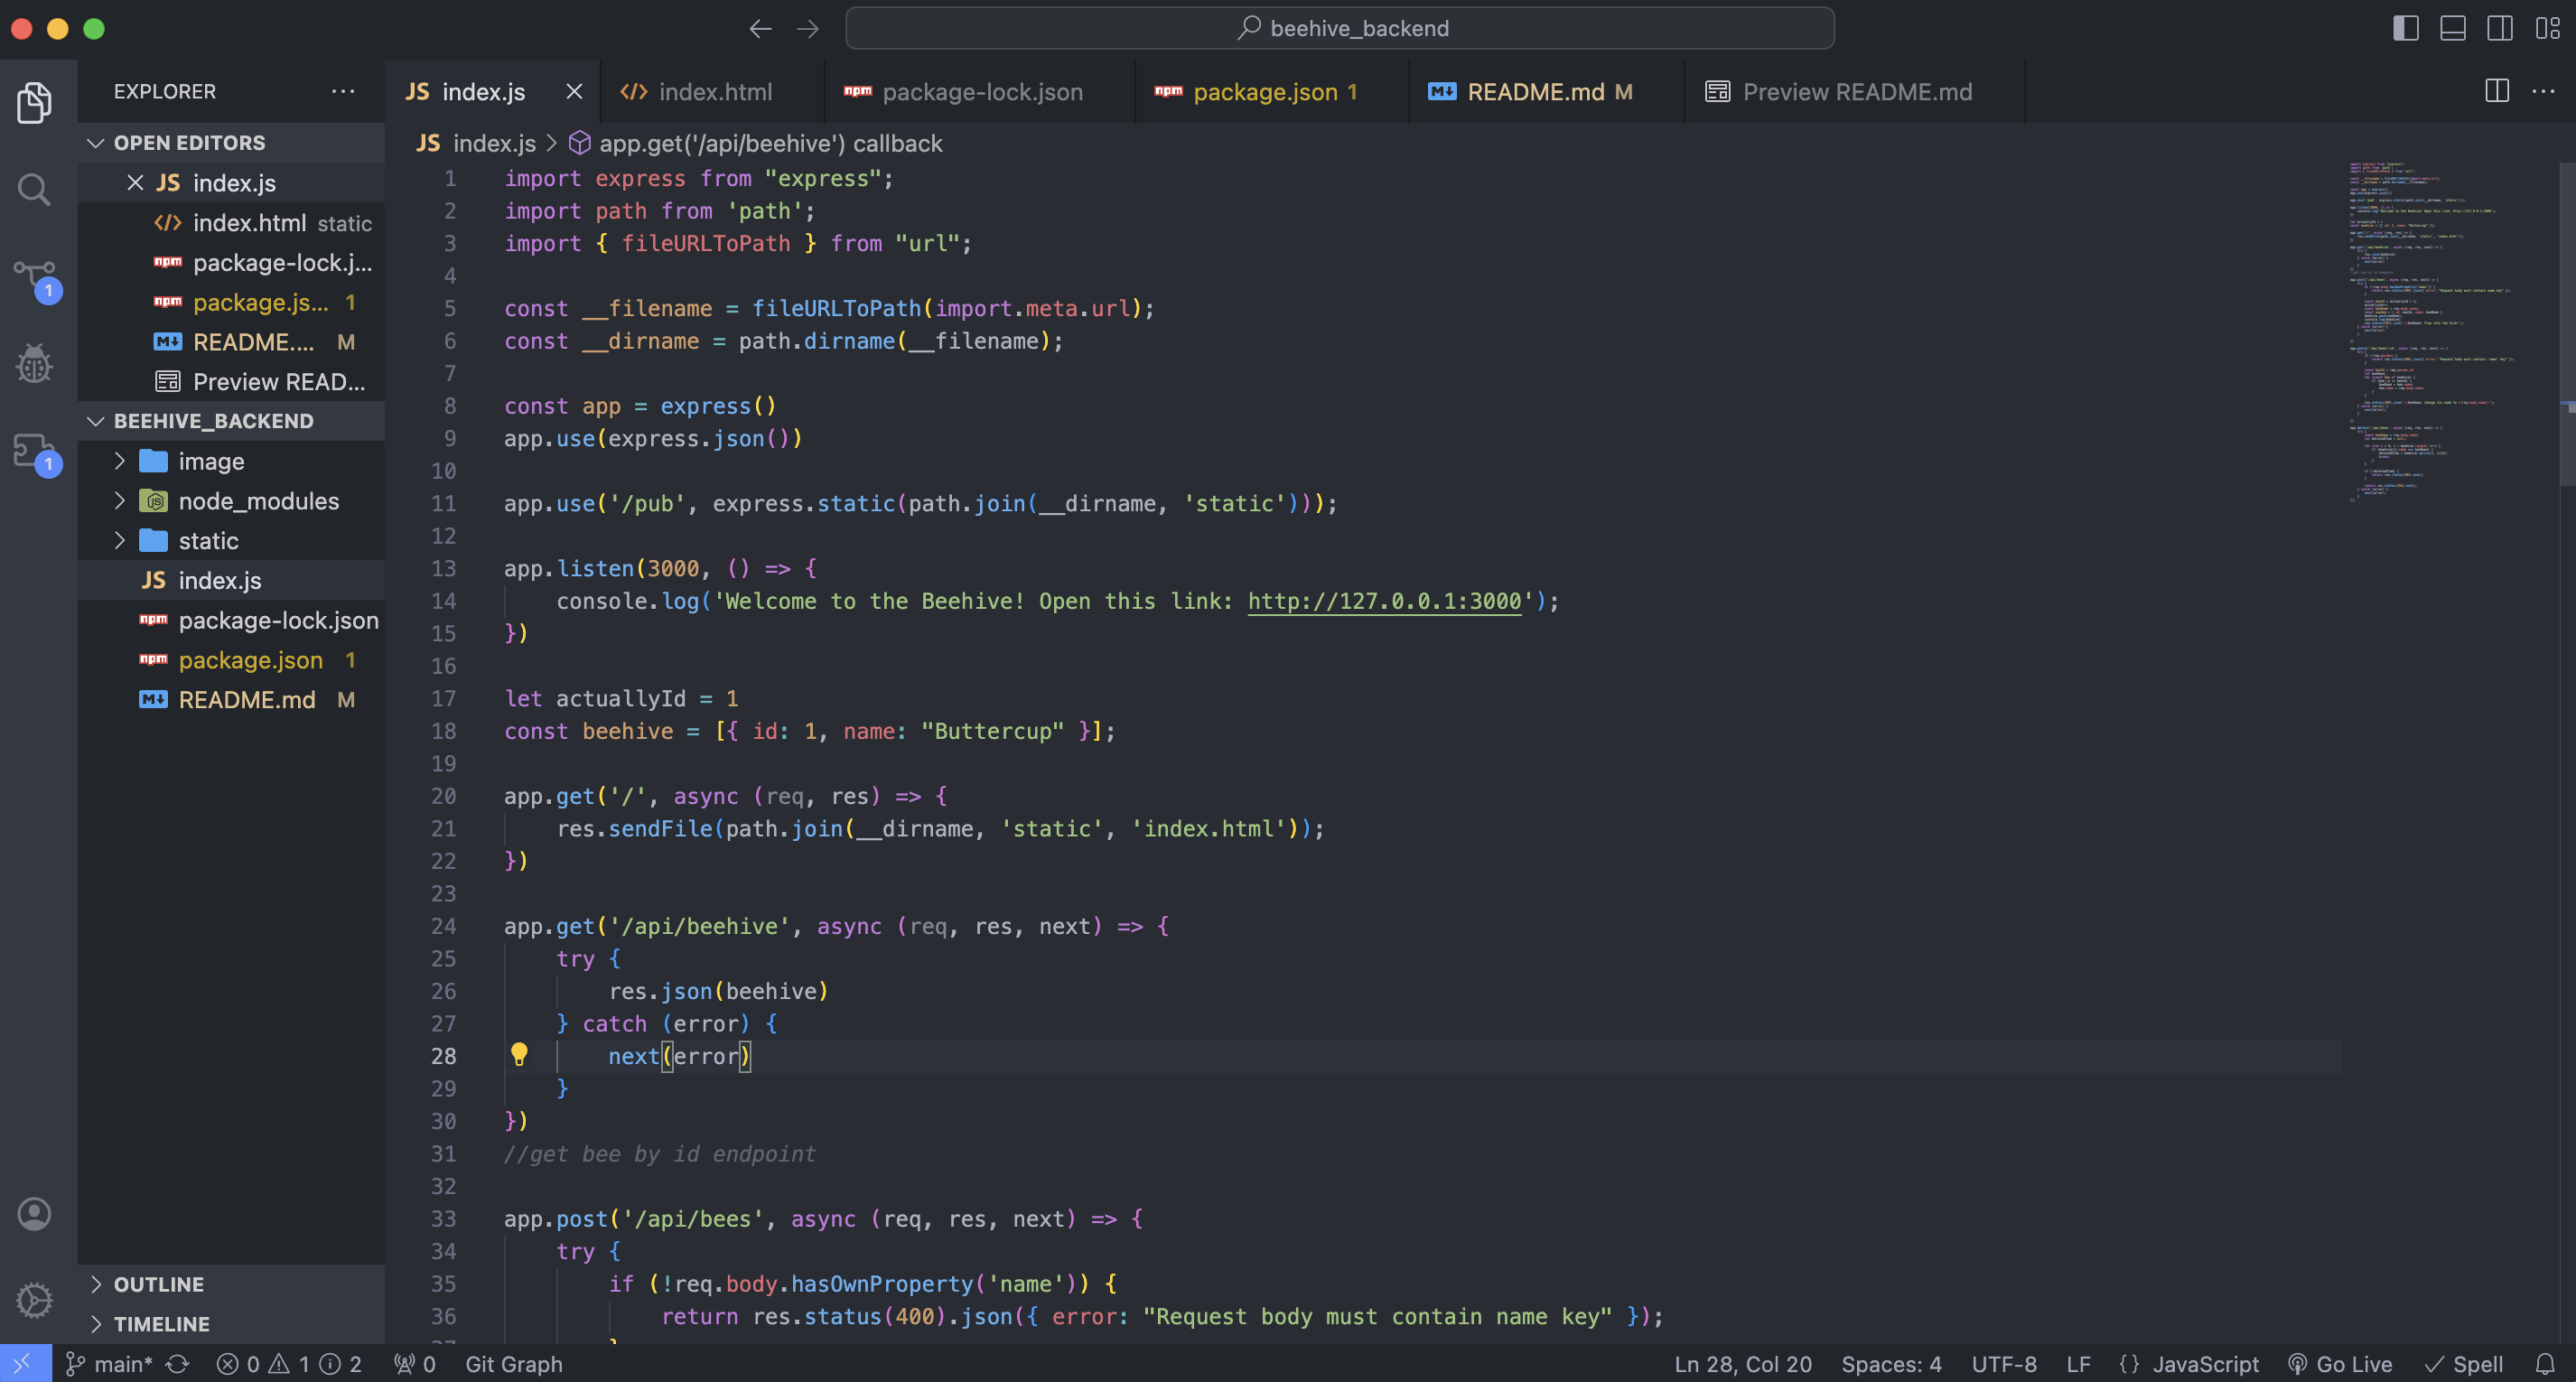 beehive_backend
EXPLORER
JS index.js
index.html
npm package-lock.json
npm package.json 1
M↓ README.md M
Preview README.md
OPEN EDITORS
JS index.js
index.html static
npm package-lock.j...
npm package.js... 1
M↓ README.... M
Preview READ...
BEEHIVE_BACKEND
image
node_modules
static
JS index.js
npm package-lock.json
npm package.json 1
M↓ README.md M
OUTLINE
TIMELINE
1
1
JS index.js > app.get('/api/beehive') callback
1 import express from "express";
2 import path from 'path';
3 import { fileURLToPath } from "url";
4
5 const __filename = fileURLToPath(import.meta.url);
6 const __dirname = path.dirname(__filename);
7
8 const app = express()
9 app.use(express.json())
10
11 app.use('/pub', express.static(path.join(__dirname, 'static')));
12
13 app.listen(3000, () => {
14 console.log('Welcome to the Beehive! Open this link: http://127.0.0.1:3000');
15 })
16
17 let actuallyId = 1
18 const beehive = [{ id: 1, name: "Buttercup" }];
19
20 app.get('/', async (req, res) => {
21 res.sendFile(path.join(__dirname, 'static', 'index.html'));
22 })
23
24 app.get('/api/beehive', async (req, res, next) => {
25 try {
26 res.json(beehive)
27 } catch (error) {
28 next(error)
29 }
30 })
31 //get bee by id endpoint
32
33 app.post('/api/bees', async (req, res, next) => {
34 try {
35 if (!req.body.hasOwnProperty('name')) {
36 return res.status(400).json({ error: "Request body must contain name key" });
main* 0 1 2 0 Git Graph
Ln 28, Col 20 Spaces: 4 UTF-8 LF {} JavaScript Go Live Spell